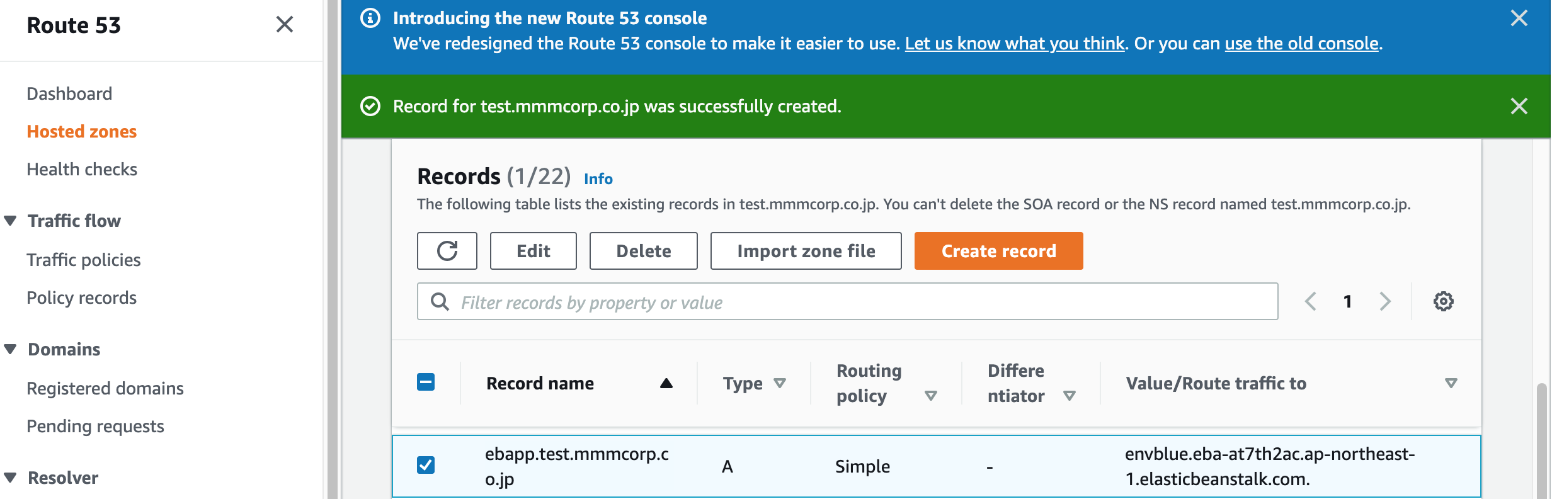 Route 53
Dashboard
Hosted zones
Health checks
Traffic flow
Traffic policies
Policy records
Domains
Registered domains
Pending requests
Resolver
Introducing the new Route 53 console
We've redesigned the Route 53 console to make it easier to use. Let us know what you think. Or you can use the old console.
Record for test.mmmcorp.co.jp was successfully created.
Records (1/22) Info
The following table lists the existing records in test.mmmcorp.co.jp. You can't delete the SOA record or the NS record named test.mmmcorp.co.jp.
Edit Delete Import zone file Create record
Filter records by property or value 1
Record name Type Routing policy Differentiator Value/Route traffic to
ebapp.test.mmmcorp.c A Simple - envblue.eba-at7th2ac.ap-northeast-
o.jp 1.elasticbeanstalk.com.